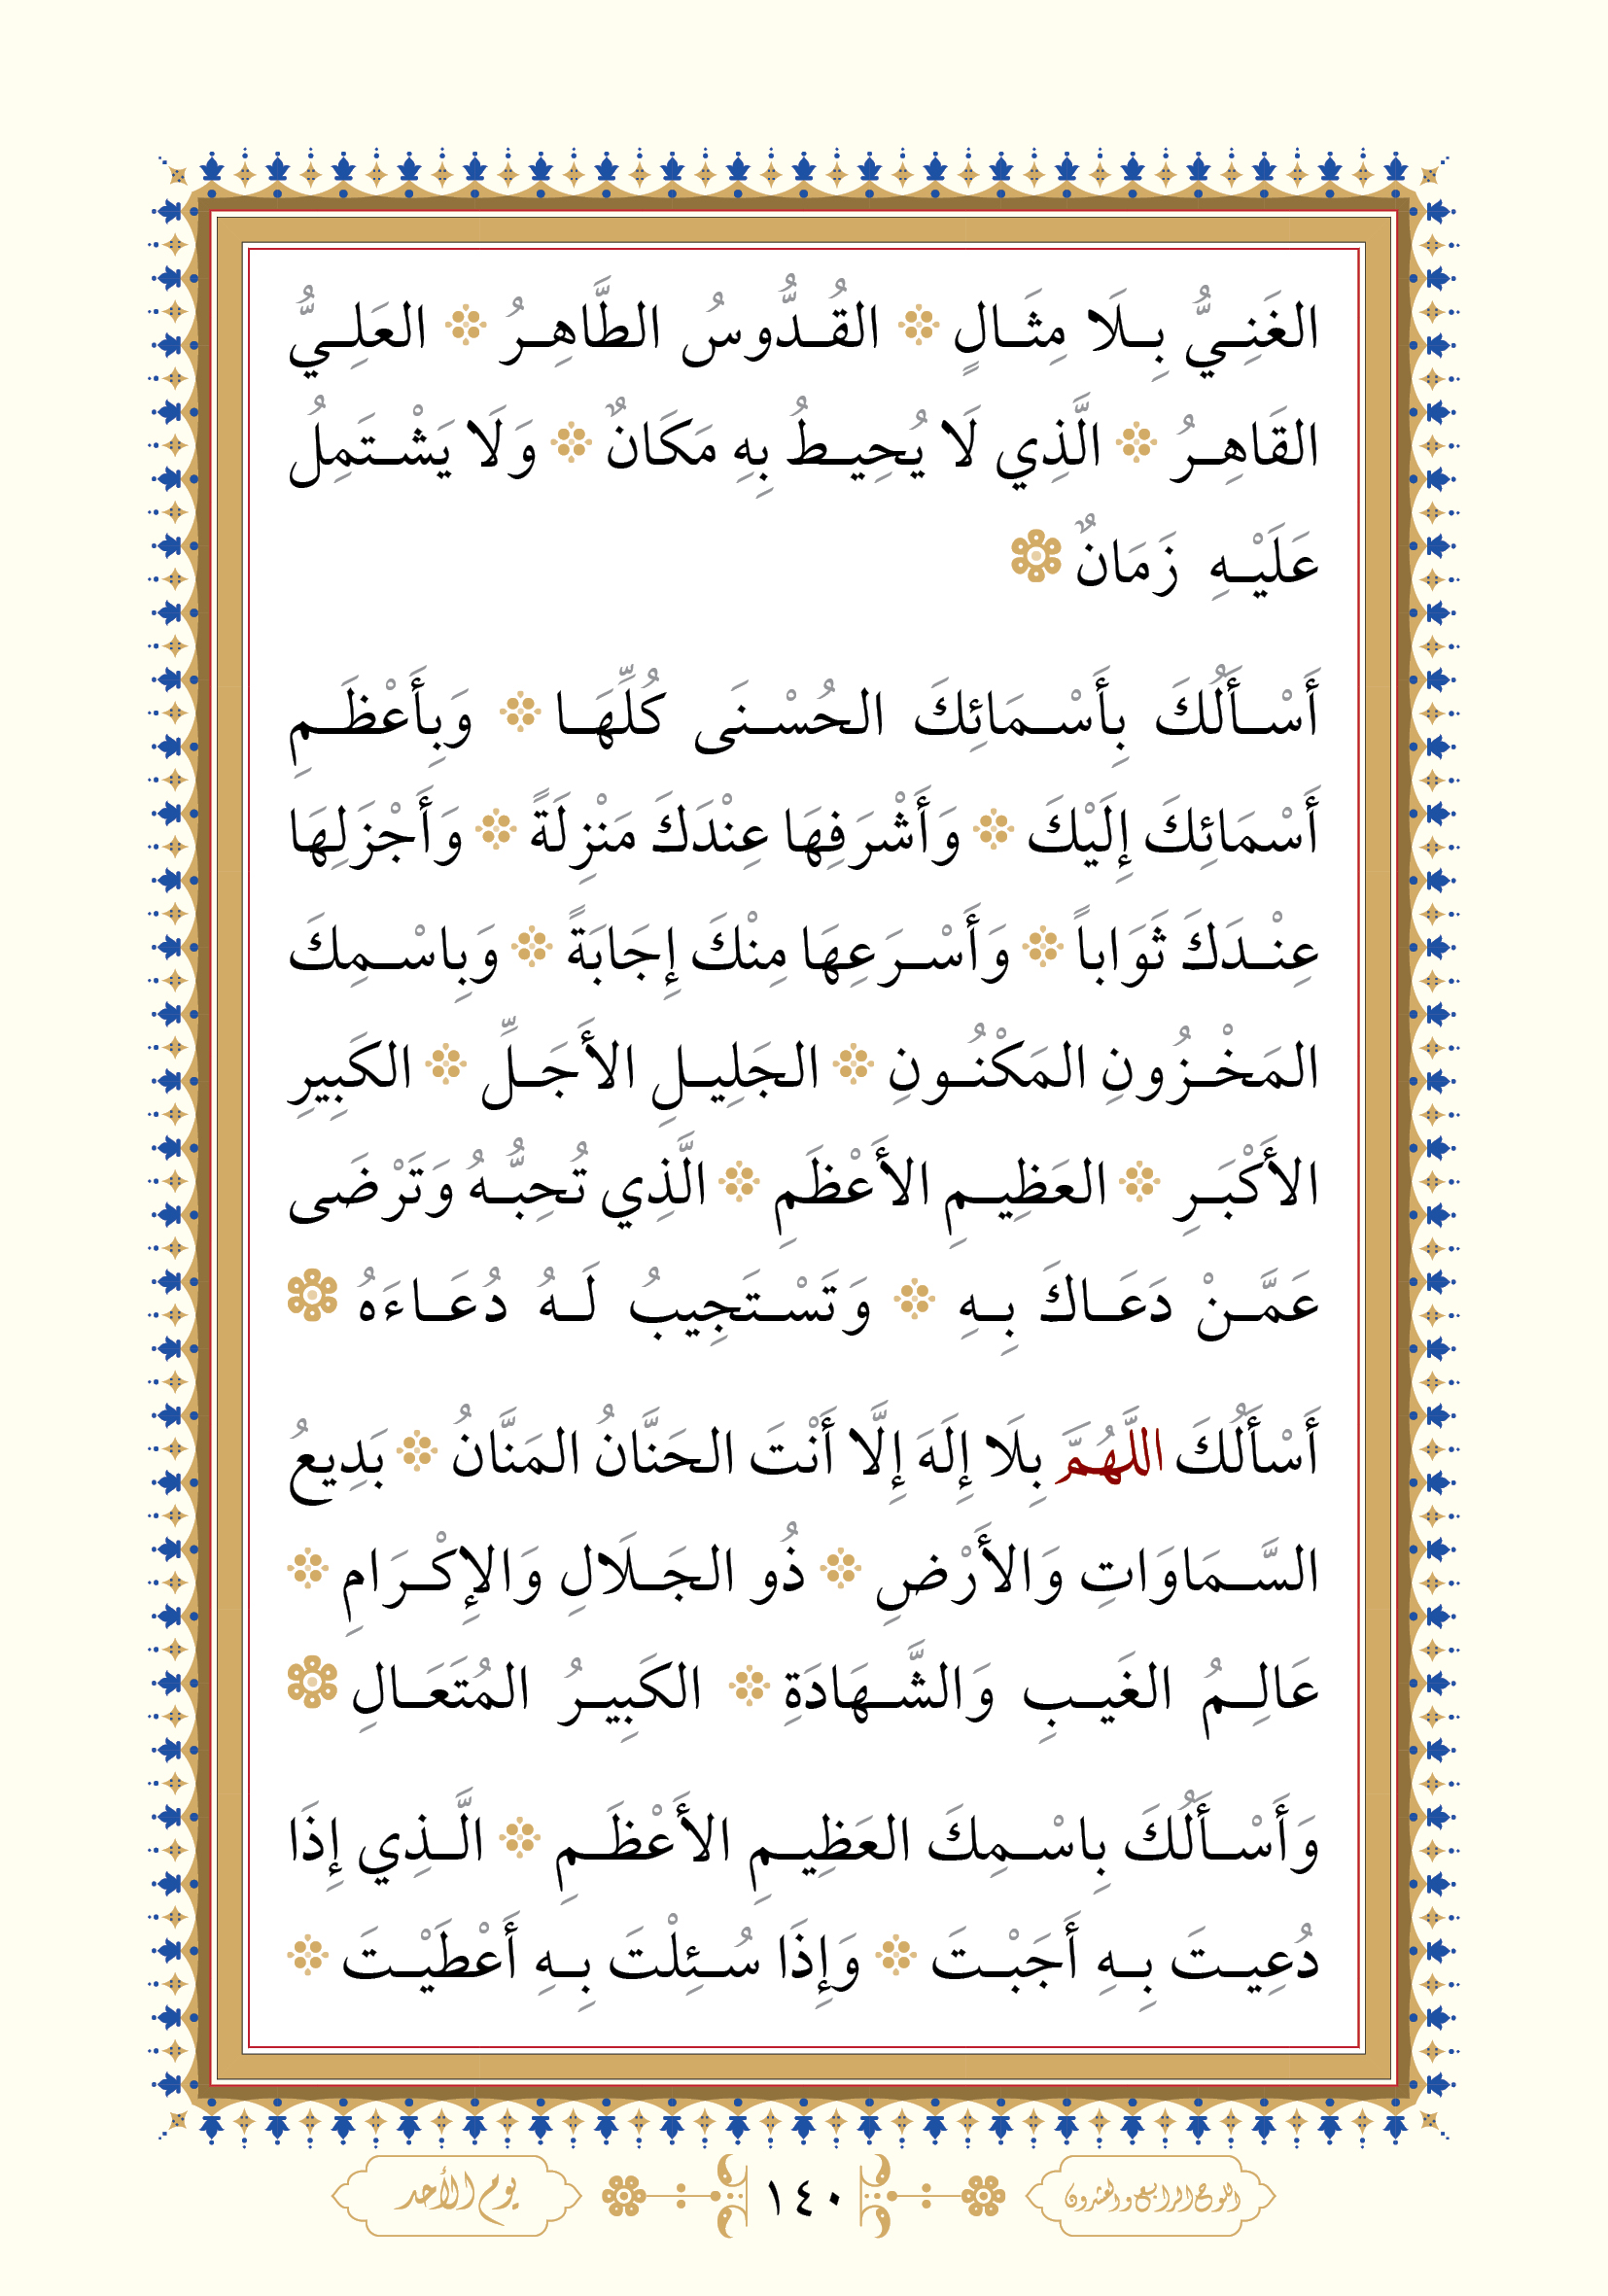 الغَنِيُّ بِلَا مِثَالٍ القُدُّوسُ الطَّاهِرُ العَلِيُّ
القَاهِرُ الَّذِي لَا يُحِيطُ بِهِ مَكَانٌ وَلَا يَشْتَمِلُ
عَلَيْهِ زَمَانٌ
أَسْأَلُكَ بِأَسْمَائِكَ الحُسْنَى كُلِّهَا وَبِأَعْظَمِ
أَسْمَائِكَ إِلَيْكَ وَأَشْرَفِهَا عِنْدَكَ مَنْزِلَةً وَأَجْزَلِهَا
عِنْدَكَ ثَوَاباً وَأَسْرَعِهَا مِنْكَ إِجَابَةً وَبِاسْمِكَ
المَخْزُونِ المَكْنُونِ الجَلِيلِ الأَجَلِّ الكَبِيرِ
الأَكْبَرِ العَظِيمِ الأَعْظَمِ الَّذِي تُحِبُّهُ وَتَرْضَى
عَمَّنْ دَعَاكَ بِهِ وَتَسْتَجِيبُ لَهُ دُعَاءَهُ
أَسْأَلُكَ اللَّهُمَّ بِلَا إِلَهَ إِلَّا أَنْتَ الحَنَّانُ المَنَّانُ بَدِيعُ
السَّمَاوَاتِ وَالأَرْضِ ذُو الجَلَالِ وَالإِكْرَامِ
عَالِمُ الغَيبِ وَالشَّهَادَةِ الكَبِيرُ المُتَعَالِ
وَأَسْأَلُكَ بِاسْمِكَ العَظِيمِ الأَعْظَمِ الَّذِي إِذَا
دُعِيتَ بِهِ أَجَبْتَ وَإِذَا سُئِلْتَ بِهِ أَعْطَيْتَ
اللوح الرابع والعشرون ١٤٠ يوم الأحد